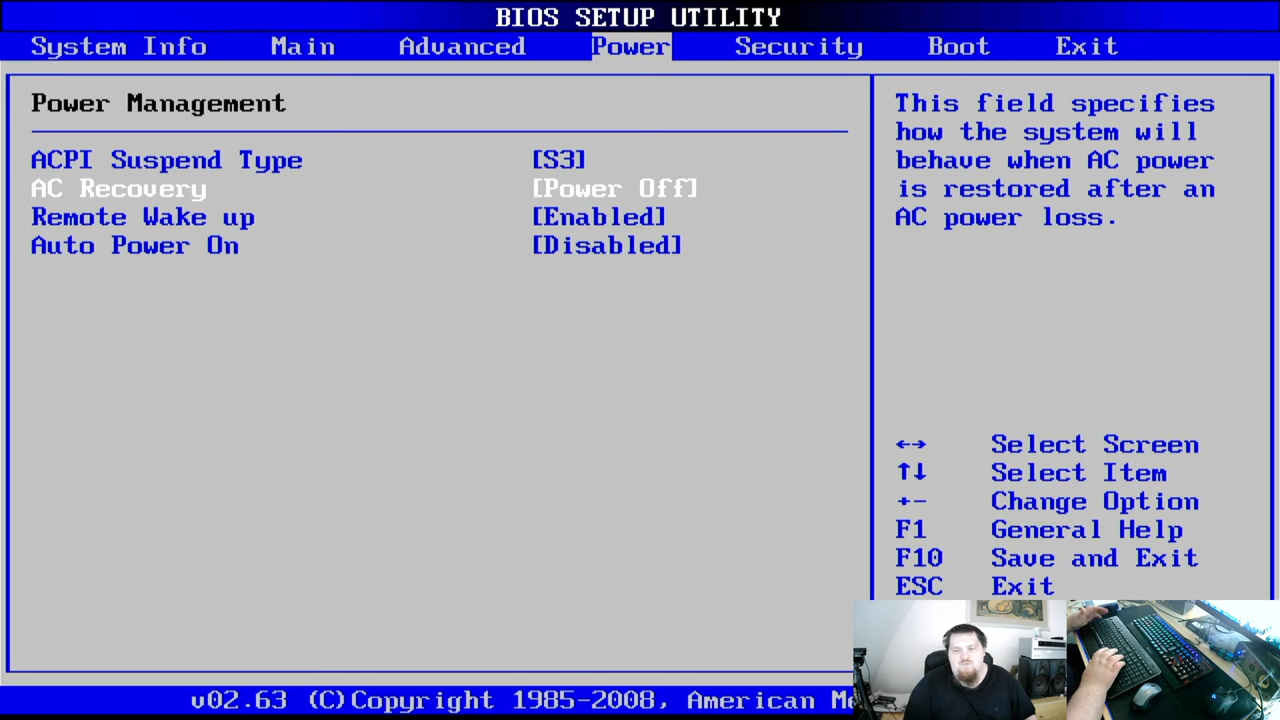 BIOS SETUP UTILITY
System Info Main Advanced Power Security Boot Exit
Power Management
ACPI Suspend Type [S3]
AC Recovery [Power Off]
Remote Wake up [Enabled]
Auto Power On [Disabled]
This field specifies
how the system will
behave when AC power
is restored after an
AC power loss.
←→ Select Screen
↑↓ Select Item
+- Change Option
F1 General Help
F10 Save and Exit
ESC Exit
v02.63 (C)Copyright 1985-2008, American Me